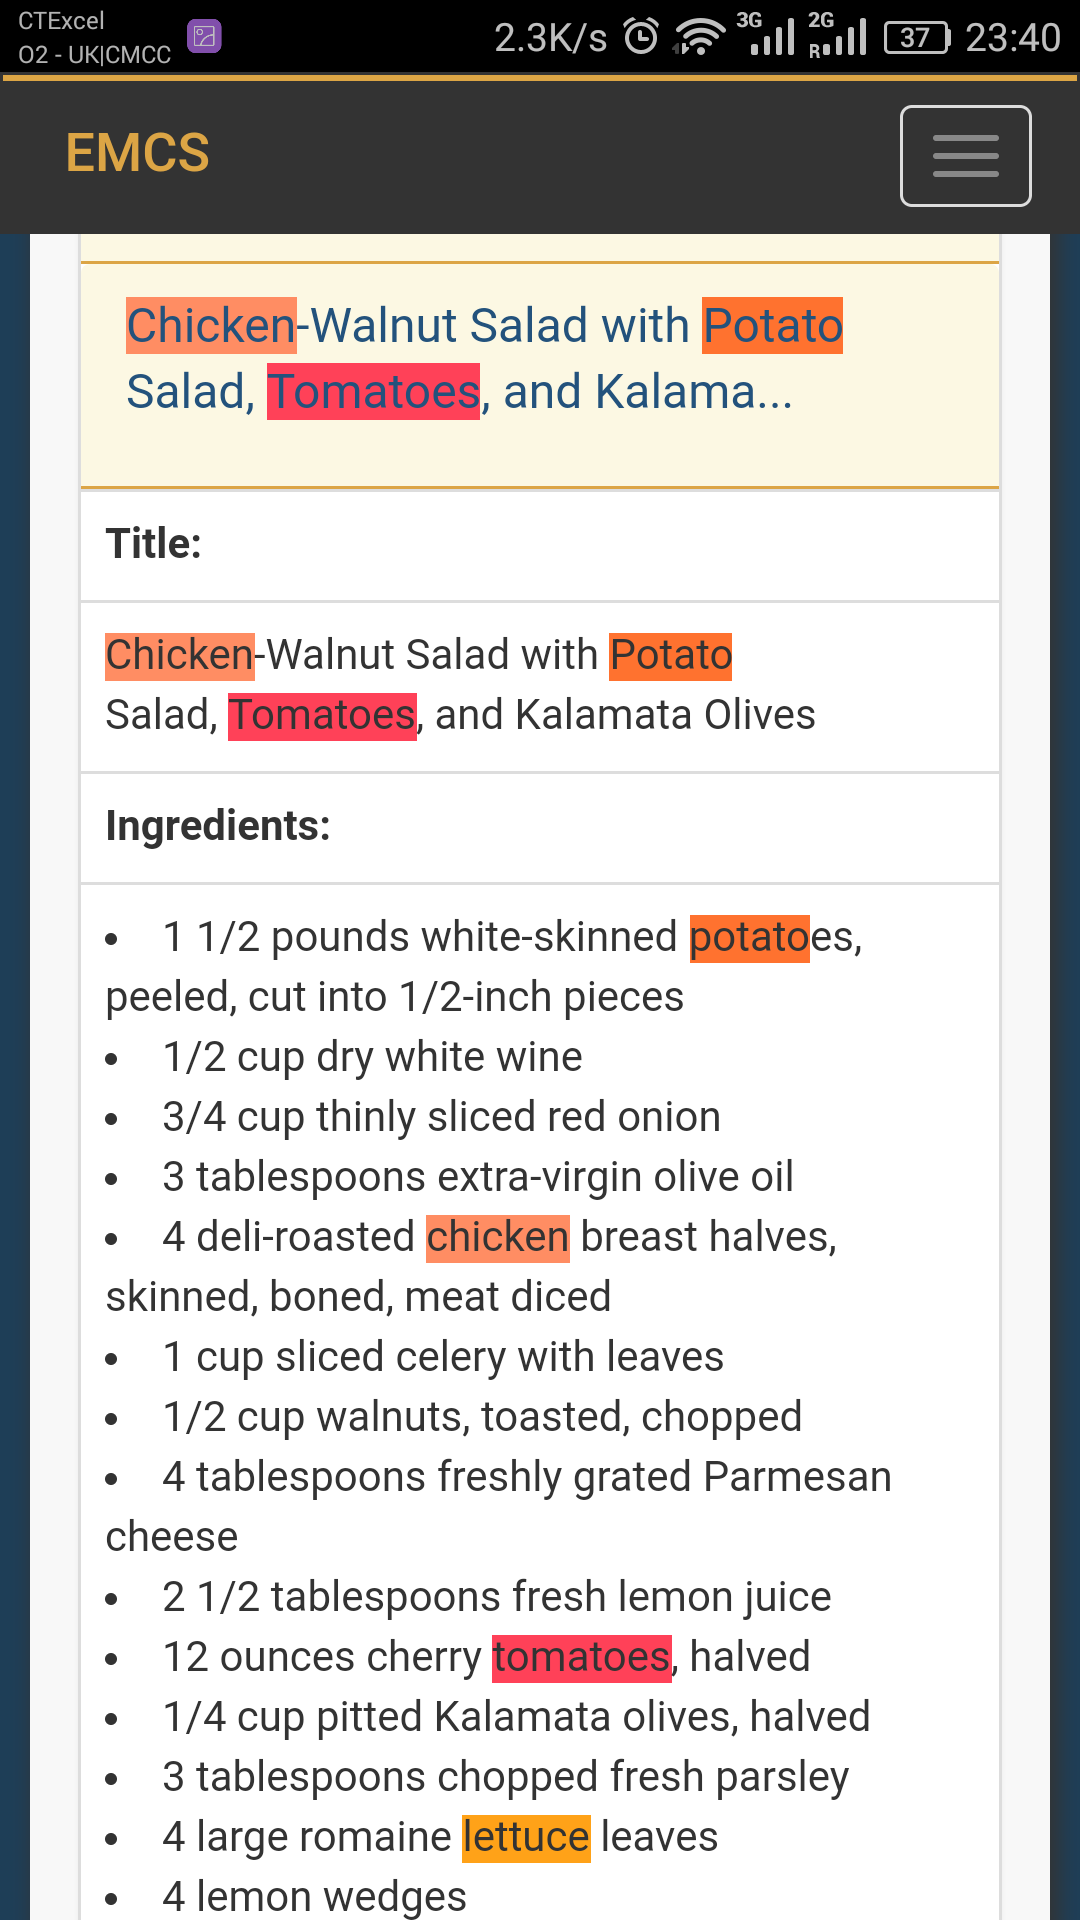 CTExcel
O2 - UK|CMCC
2.3K/s 3G 2G R 37 23:40
EMCS
Chicken-Walnut Salad with Potato
Salad, Tomatoes, and Kalama...
Title:
Chicken-Walnut Salad with Potato
Salad, Tomatoes, and Kalamata Olives
Ingredients:
• 1 1/2 pounds white-skinned potatoes,
peeled, cut into 1/2-inch pieces
• 1/2 cup dry white wine
• 3/4 cup thinly sliced red onion
• 3 tablespoons extra-virgin olive oil
• 4 deli-roasted chicken breast halves,
skinned, boned, meat diced
• 1 cup sliced celery with leaves
• 1/2 cup walnuts, toasted, chopped
• 4 tablespoons freshly grated Parmesan
cheese
• 2 1/2 tablespoons fresh lemon juice
• 12 ounces cherry tomatoes, halved
• 1/4 cup pitted Kalamata olives, halved
• 3 tablespoons chopped fresh parsley
• 4 large romaine lettuce leaves
• 4 lemon wedges